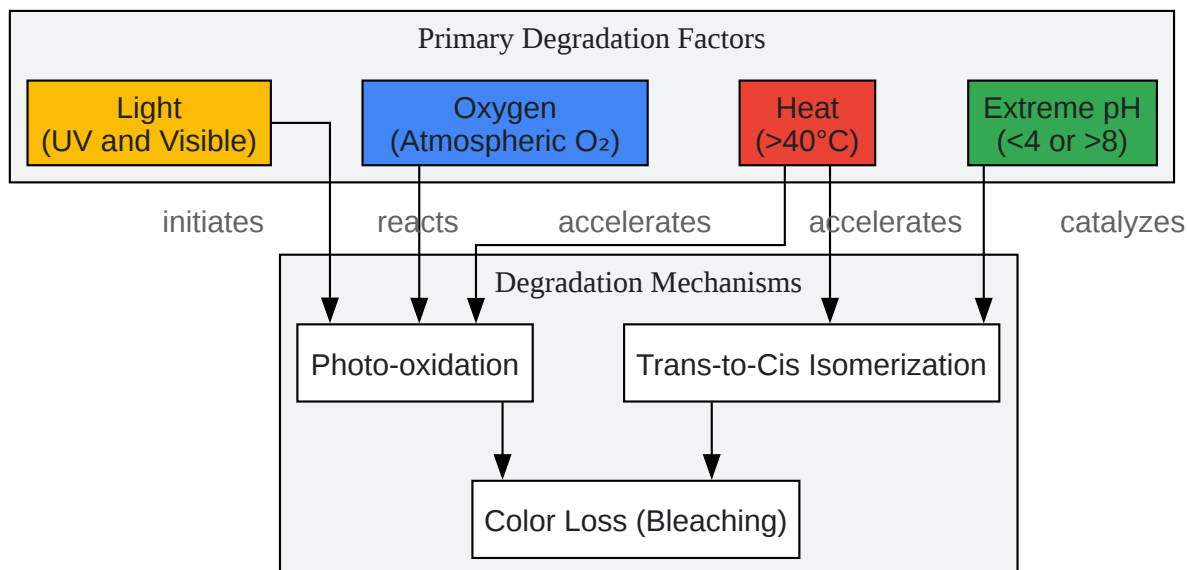 Primary Degradation Factors
Light
(UV and Visible)
Oxygen
(Atmospheric O₂)
Heat
(>40°C)
Extreme pH
(<4 or >8)
initiates
reacts
accelerates
accelerates
catalyzes
Degradation Mechanisms
Photo-oxidation
Trans-to-Cis Isomerization
Color Loss (Bleaching)